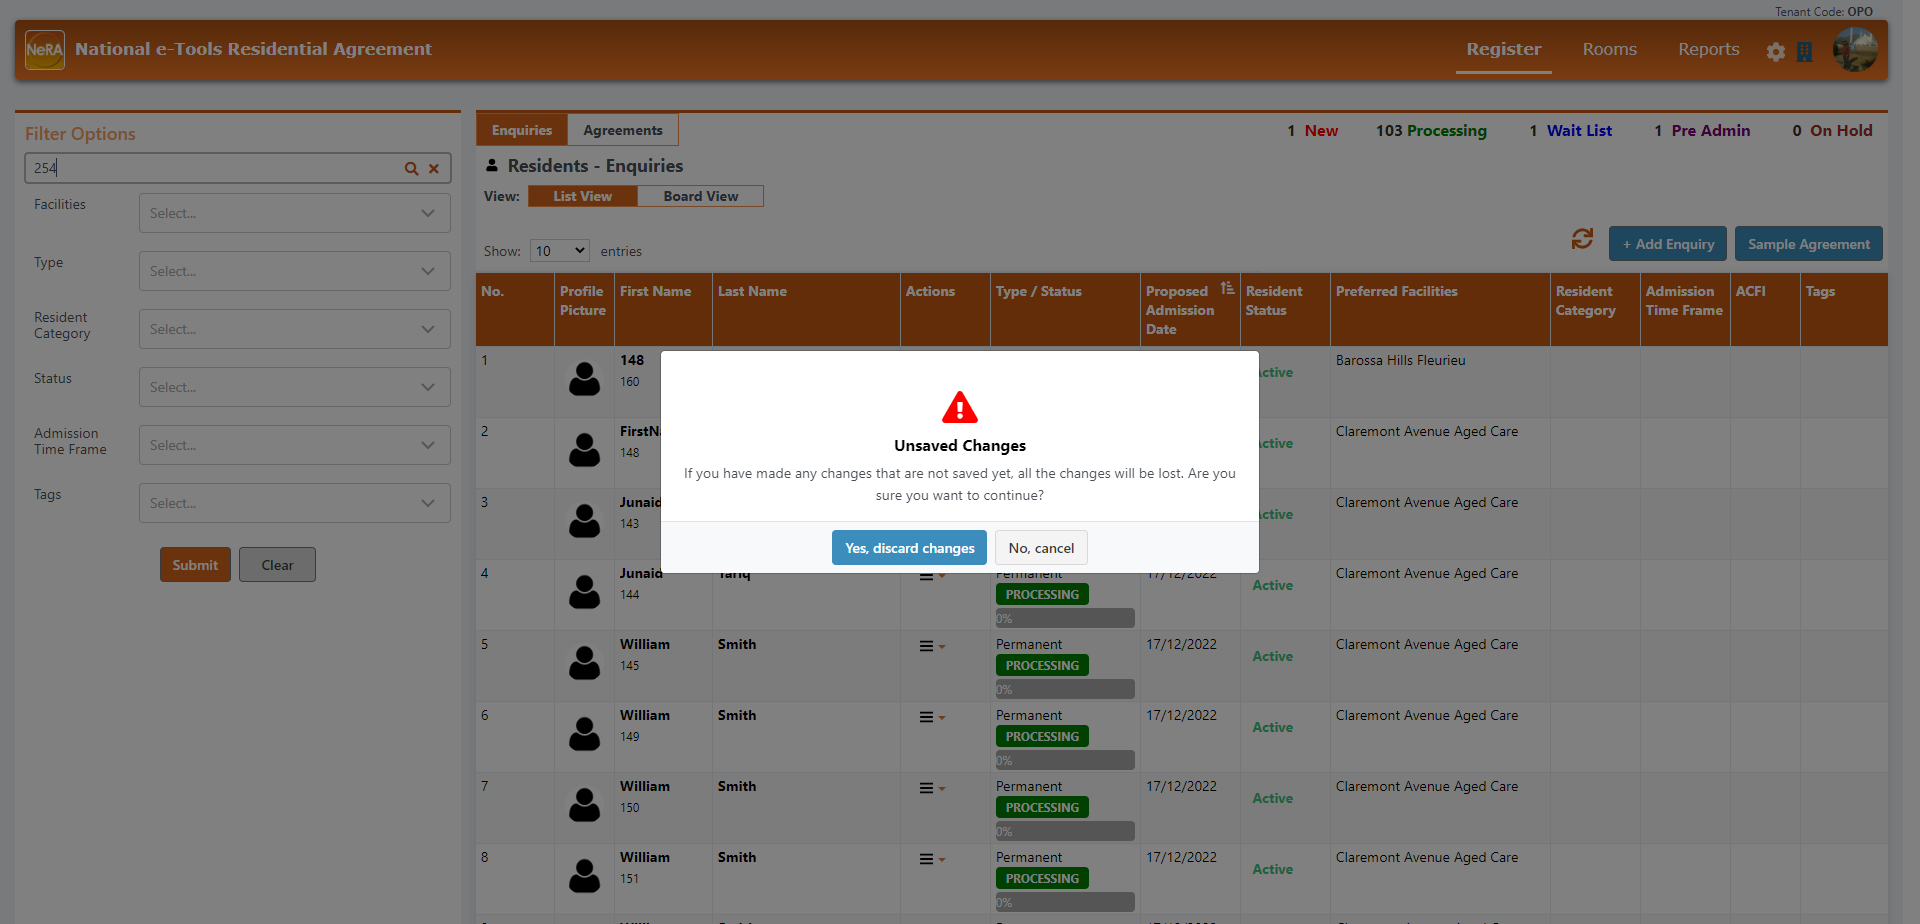 Tenant Code: OPO
NeRA
National e-Tools Residential Agreement
Register
Rooms
Reports
Filter Options
254
Facilities
Select...
Type
Select...
Resident
Category
Select...
Status
Select...
Admission
Time Frame
Select...
Tags
Select...
Submit
Clear
Enquiries
Agreements
1 New
103 Processing
1 Wait List
1 Pre Admin
0 On Hold
Residents - Enquiries
View:
List View
Board View
Show: 10 entries
+ Add Enquiry
Sample Agreement
No.
Profile
Picture
First Name
Last Name
Actions
Type / Status
Proposed
Admission
Date
Resident
Status
Preferred Facilities
Resident
Category
Admission
Time Frame
ACFI
Tags
1
148
160
Active
Barossa Hills Fleurieu
2
148
Active
Claremont Avenue Aged Care
3
Junaid
143
Active
Claremont Avenue Aged Care
Unsaved Changes
If you have made any changes that are not saved yet, all the changes will be lost. Are you
sure you want to continue?
Yes, discard changes
No, cancel
4
Junaid
144
Tariq
Permanent
PROCESSING
0%
17/12/2022
Active
Claremont Avenue Aged Care
5
William
145
Smith
Permanent
PROCESSING
0%
17/12/2022
Active
Claremont Avenue Aged Care
6
William
149
Smith
Permanent
PROCESSING
0%
17/12/2022
Active
Claremont Avenue Aged Care
7
William
150
Smith
Permanent
PROCESSING
0%
17/12/2022
Active
Claremont Avenue Aged Care
8
William
151
Smith
Permanent
PROCESSING
0%
17/12/2022
Active
Claremont Avenue Aged Care